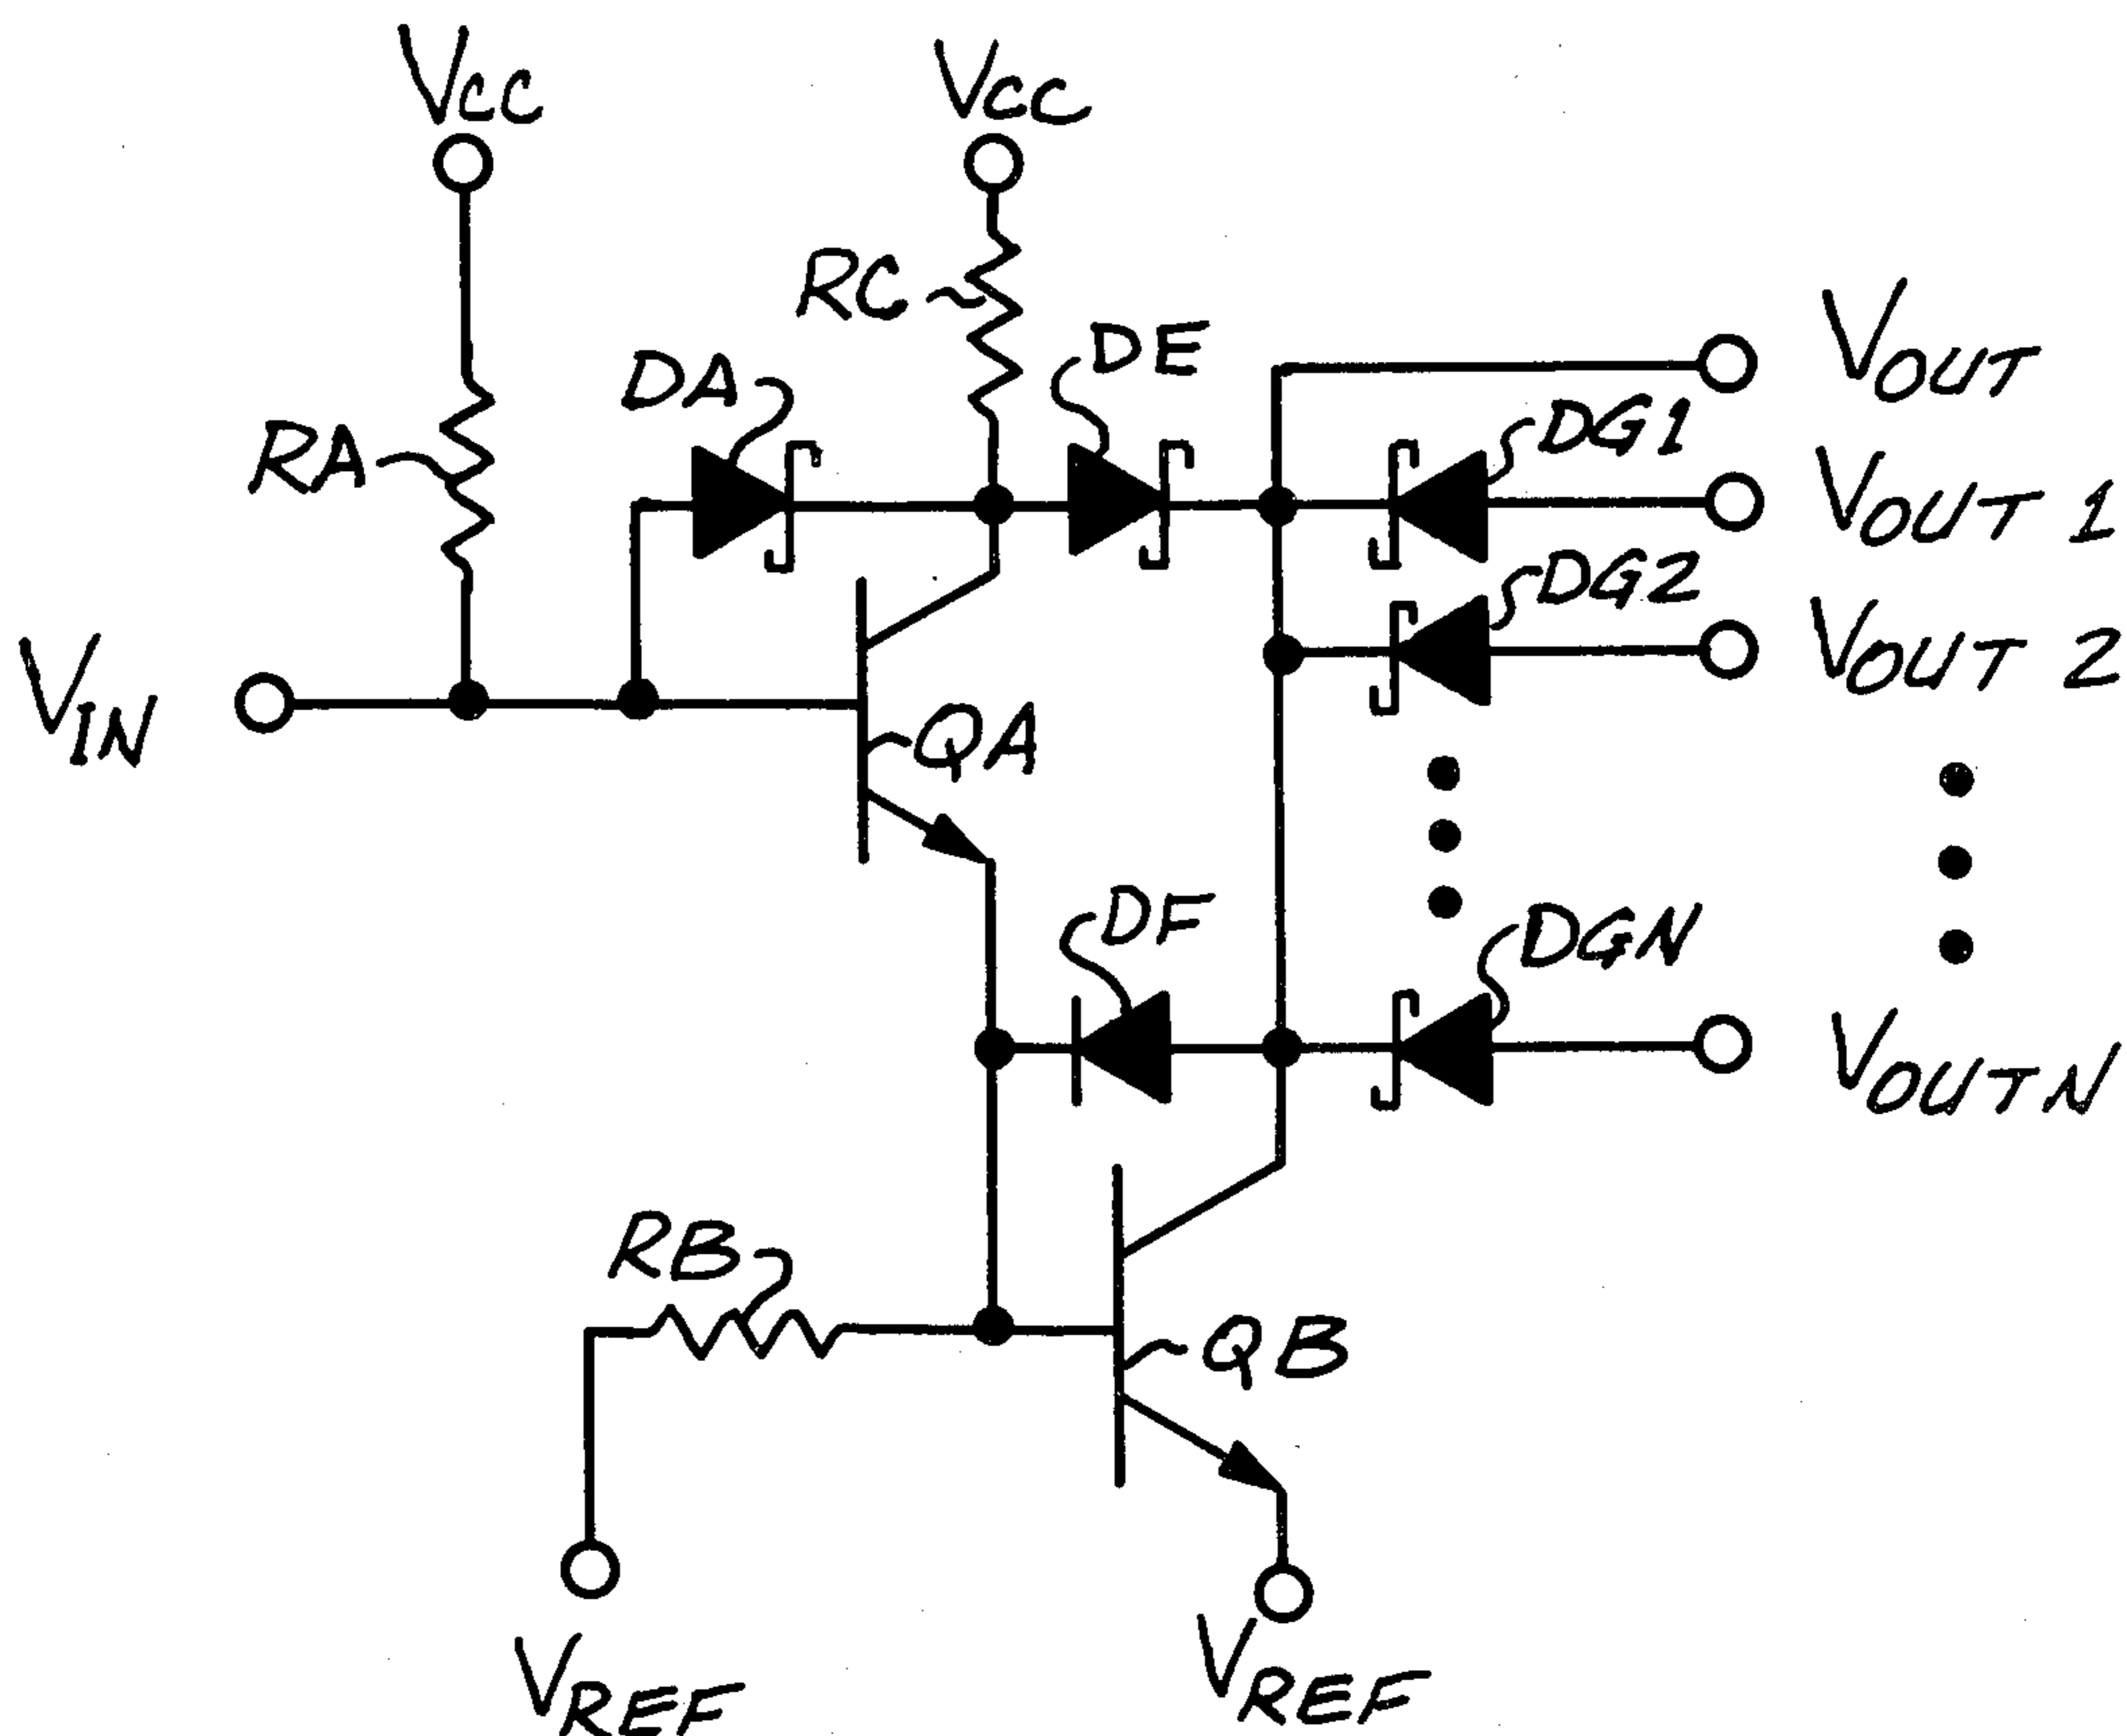 VCC
VCC
RC
DE
VOUT
DA
DG1
RA
VOUT 1
DG2
VIN
VOUT 2
QA
DF
DGN
VOUTN
RB
QB
VREF
VREF